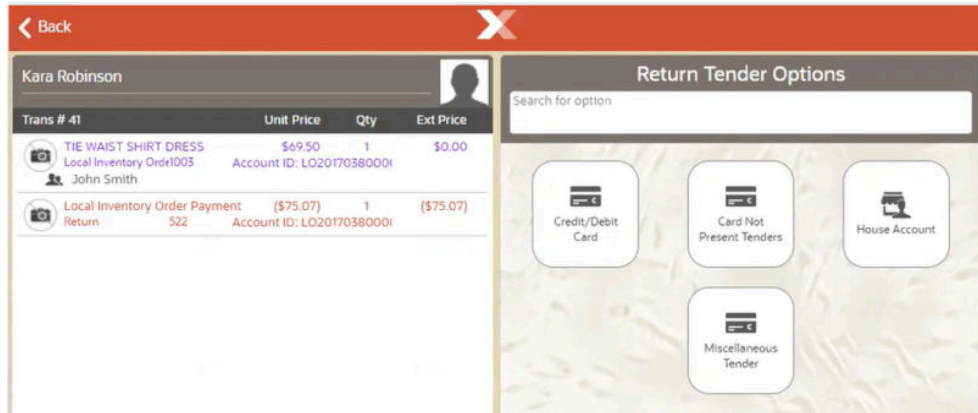 Back
Kara Robinson
Trans # 41 Unit Price Qty Ext Price
TIE WAIST SHIRT DRESS $69.50 1 $0.00
Local Inventory Orde1003 Account ID: LO20170380000
John Smith
Local Inventory Order Payment ($75.07) 1 ($75.07)
Return 522 Account ID: LO20170380000
Return Tender Options
Search for option
Credit/Debit
Card
Card Not
Present Tenders
House Account
Miscellaneous
Tender